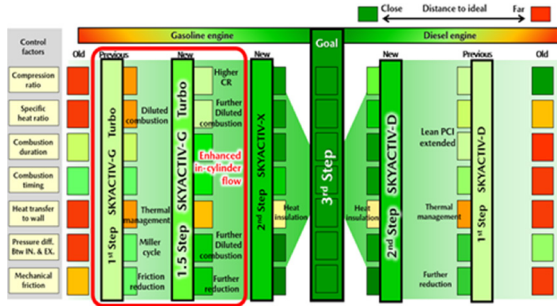 Close
Distance to ideal
Far
Gasoline engine
Goal
Diesel engine
Control
factors
Old
Previous
New
New
New
Previous
Old
Compression
ratio
Specific
heat ratio
Combustion
duration
Combustion
timing
Heat transfer
to wall
Pressure diff.
Btw IN. & EX.
Mechanical
friction
1st Step SKYACTIV-G Turbo
Diluted
combustion
Thermal
management
Miller
cycle
Friction
reduction
1.5 Step SKYACTIV-G Turbo
Higher
CR
Further
Diluted
combustion
Enhanced
in-cylinder
flow
Further
Diluted
combustion
Further
reduction
2nd Step SKYACTIV-X
Heat
insulation
3rd Step
Heat
insulation
2nd Step SKYACTIV-D
Lean PCI
extended
Thermal
management
Further
reduction
1st Step SKYACTIV-D